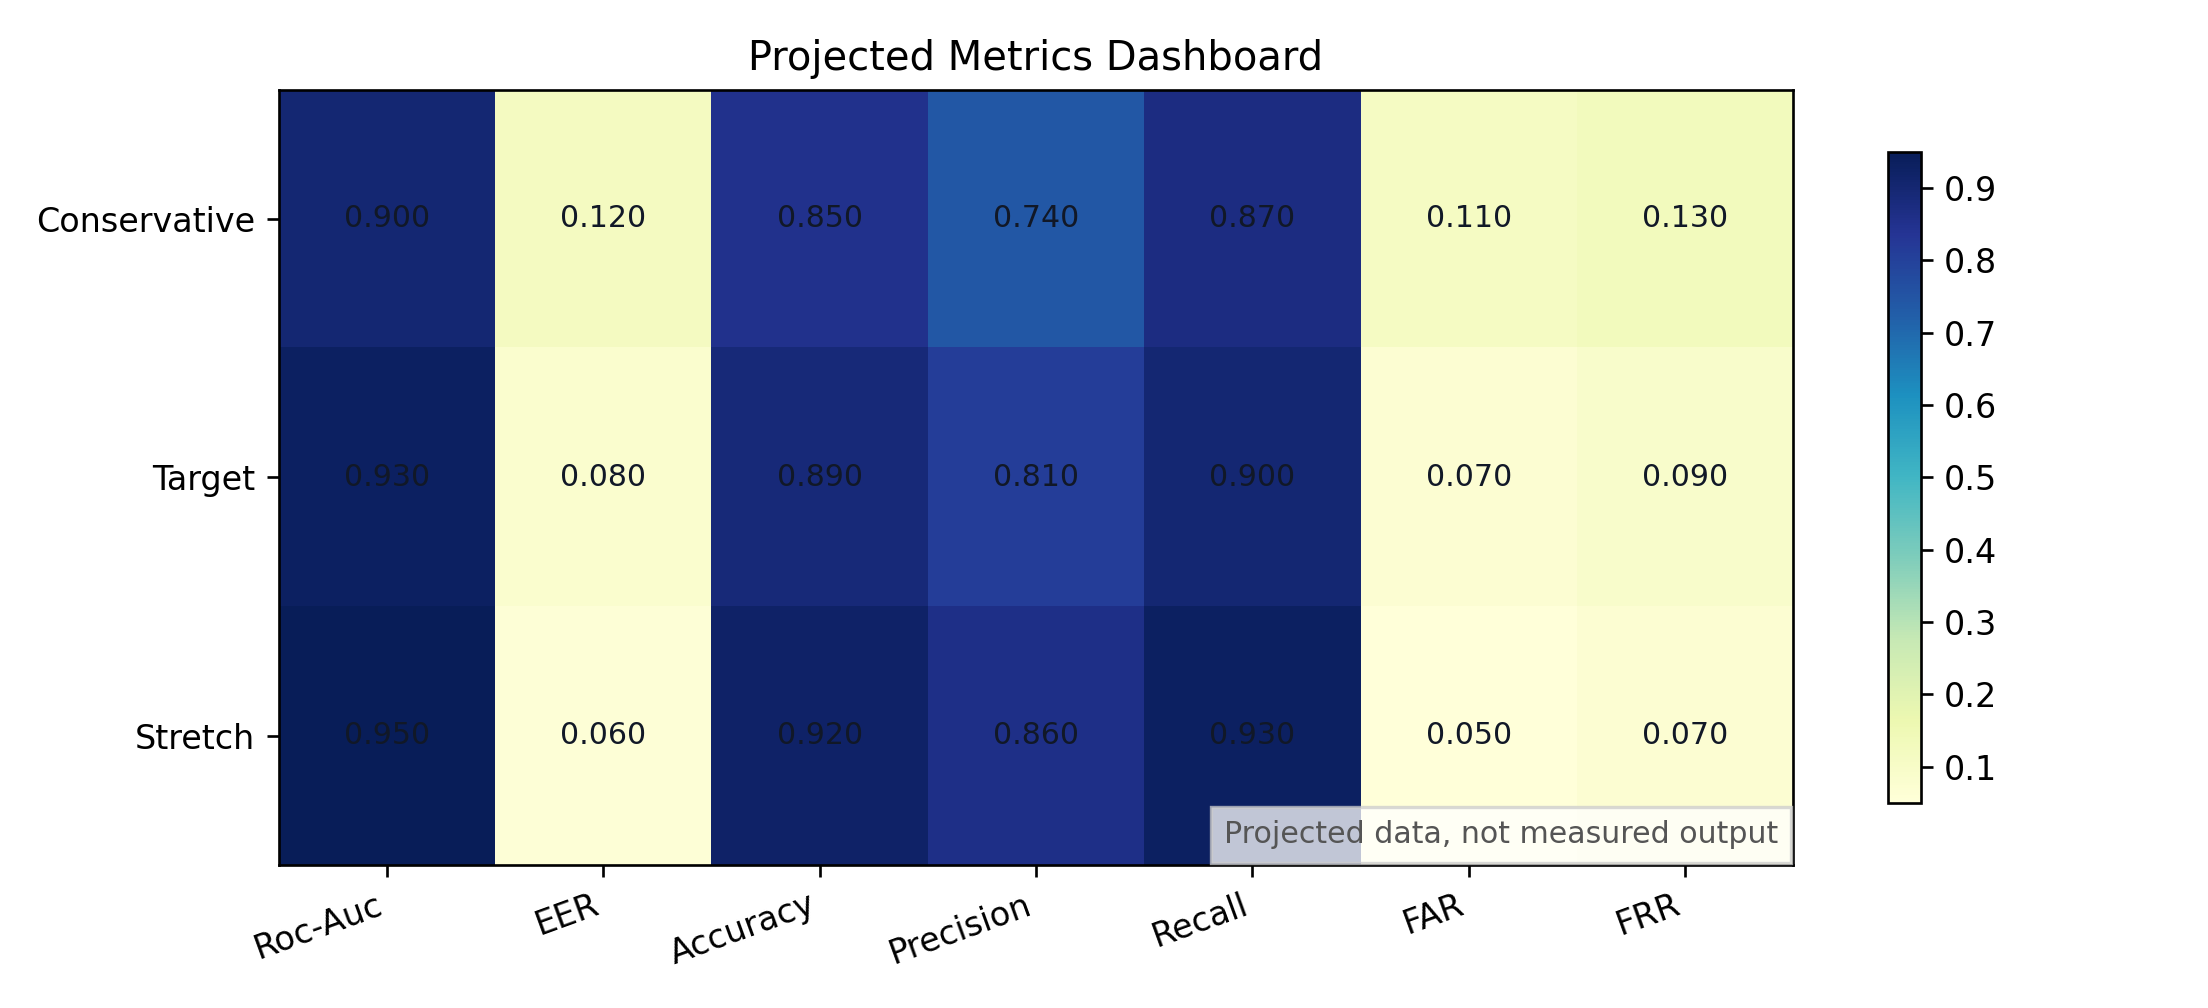 Projected Metrics Dashboard
Conservative 0.900 0.120 0.850 0.740 0.870 0.110 0.130
Target 0.930 0.080 0.890 0.810 0.900 0.070 0.090
Stretch 0.950 0.060 0.920 0.860 0.930 0.050 0.070
Projected data, not measured output
Roc-Auc EER Accuracy Precision Recall FAR FRR
0.9
0.8
0.7
0.6
0.5
0.4
0.3
0.2
0.1